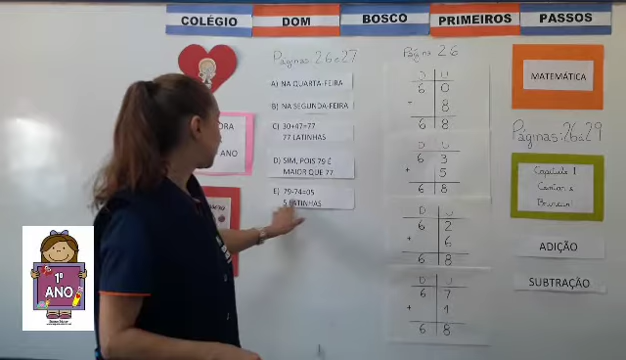 COLÉGIO DOM BOSCO PRIMEIROS PASSOS
Páginas: 26 e 27
A) NA QUARTA-FEIRA
B) NA SEGUNDA-FEIRA
C) 30+47=77
77 LATINHAS
D) SIM, POIS 79 É
MAIOR QUE 77
E) 79-74=05
5 LATINHAS
Página 26
D U
6 0
+ 8
6 8
D U
6 3
+ 5
6 8
D U
6 2
+ 6
6 8
D U
6 7
+ 1
6 8
MATEMÁTICA
Páginas: 26 a 29
Capítulo 1
Cantar e
Brincar!
ADIÇÃO
SUBTRAÇÃO
ANO
1º
ANO